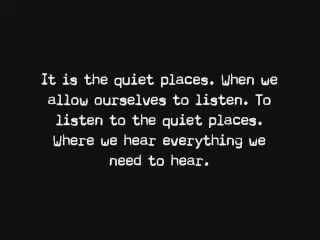 It is the quiet places. When we
allow ourselves to listen. To
listen to the quiet places.
Where we hear everything we
need to hear.